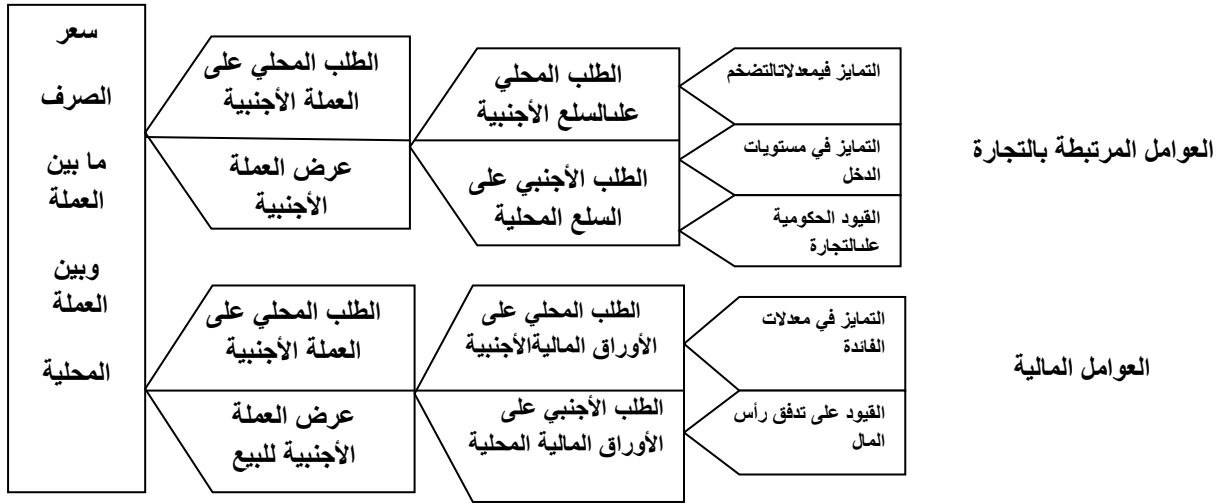 العوامل المرتبطة بالتجارة
التمايز فيمعدلاتالتضخم
التمايز في مستويات
الدخل
القيود الحكومية
علىالتجارة
الطلب المحلي
علىالسلع الأجنبية
الطلب الأجنبي على
السلع المحلية
الطلب المحلي على
العملة الأجنبية
عرض العملة
الأجنبية
العوامل المالية
التمايز في معدلات
الفائدة
القيود على تدفق رأس
المال
الطلب المحلي على
الأوراق الماليةالأجنبية
الطلب الأجنبي على
الأوراق المالية المحلية
الطلب المحلي على
العملة الأجنبية
عرض العملة
الأجنبية للبيع
سعر
الصرف
ما بين
العملة
وبين
العملة
المحلية